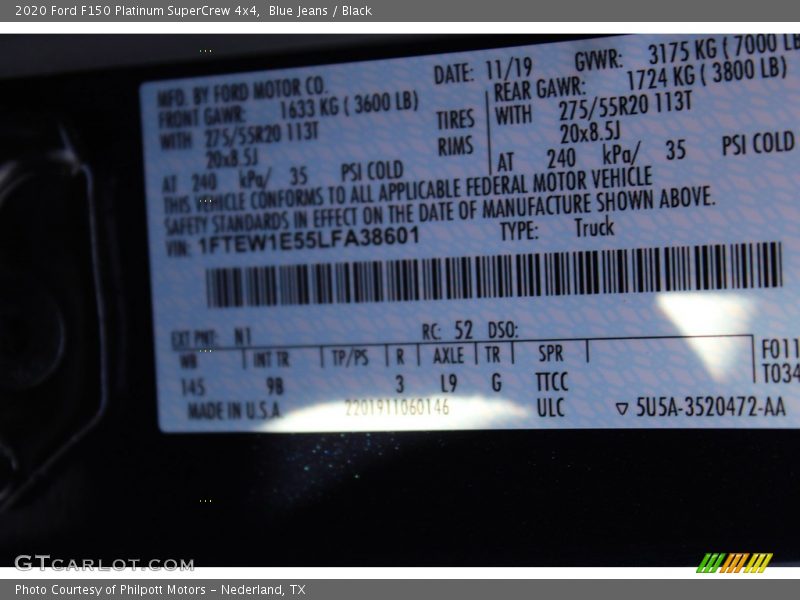 2020 Ford F150 Platinum SuperCrew 4x4,  Blue Jeans / Black
MFD. BY FORD MOTOR CO.
DATE: 11/19
GVWR: 3175 KG ( 7000 LB
FRONT GAWR: 1633 KG ( 3600 LB)
REAR GAWR: 1724 KG ( 3800 LB)
WITH 275/55R20 113T
TIRES
WITH 275/55R20 113T
20x8.5J
RIMS
20x8.5J
AT 240 kPa/ 35 PSI COLD
AT 240 kPa/ 35 PSI COLD
THIS VEHICLE CONFORMS TO ALL APPLICABLE FEDERAL MOTOR VEHICLE
SAFETY STANDARDS IN EFFECT ON THE DATE OF MANUFACTURE SHOWN ABOVE.
VIN: 1FTEW1E55LFA38601
TYPE: Truck
EXT PNT: N1
RC: 52 DSO:
WB INT TR TP/PS R AXLE TR SPR
F011
145 9B 3 L9 G TTCC
T034
MADE IN U.S.A.
2201911060146
ULC
▽ 5U5A-3520472-AA
GTCARLOT.COM
Photo Courtesy of Philpott Motors - Nederland, TX